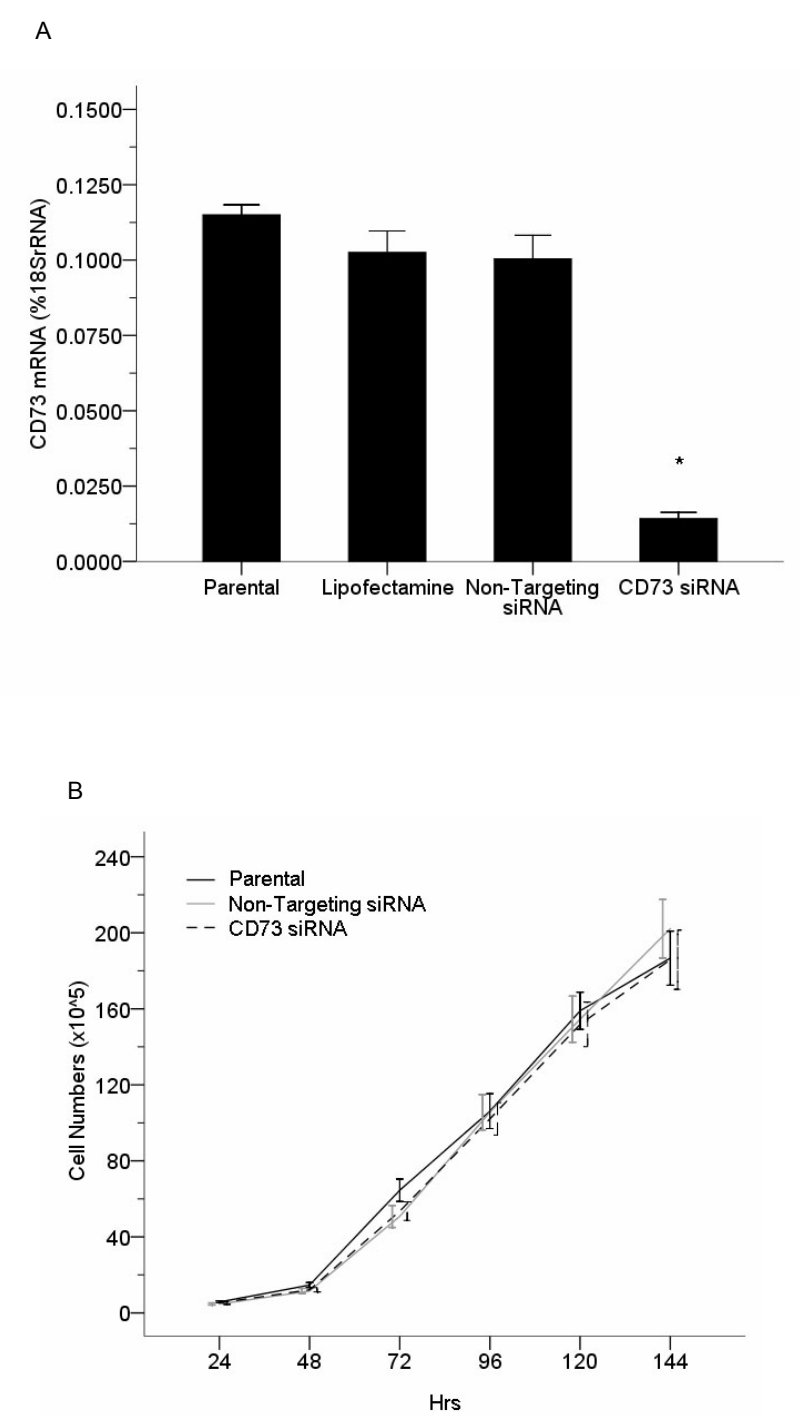 A
CD73 mRNA (%18SrRNA)
0.1500
0.1250
0.1000
0.0750
0.0500
0.0250
0.0000
*
Parental
Lipofectamine
Non-Targeting
siRNA
CD73 siRNA
B
Cell Numbers (x10^5)
240
200
160
120
80
40
0
Parental
Non-Targeting siRNA
CD73 siRNA
24 48 72 96 120 144
Hrs